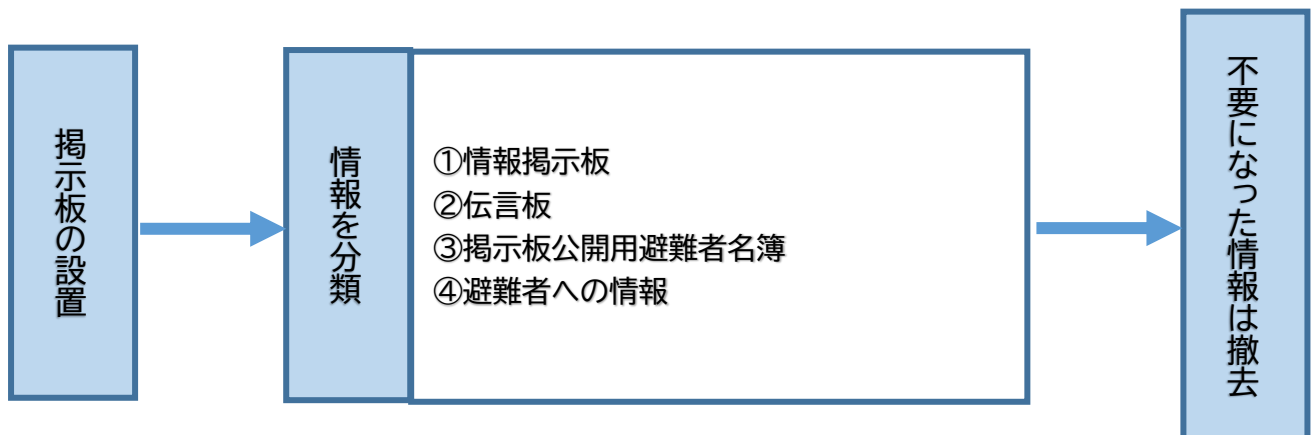 掲示板の設置
情報を分類
①情報掲示板
②伝言板
③掲示板公開用避難者名簿
④避難者への情報
不要になった情報は撤去